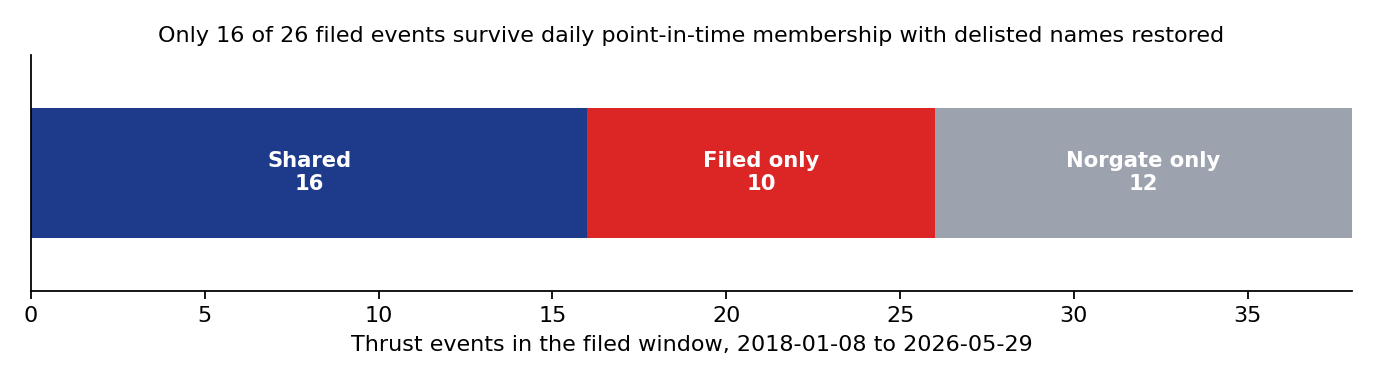 Only 16 of 26 filed events survive daily point-in-time membership with delisted names restored
Shared
16
Filed only
10
Norgate only
12
0 5 10 15 20 25 30 35
Thrust events in the filed window, 2018-01-08 to 2026-05-29